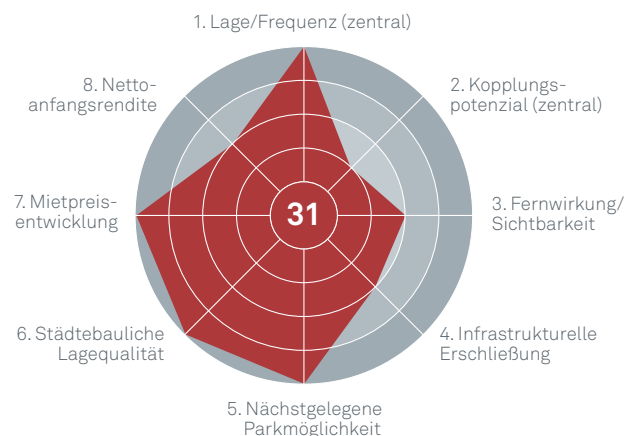 1. Lage/Frequenz (zentral)
2. Kopplungs-
potenzial (zentral)
3. Fernwirkung/
Sichtbarkeit
4. Infrastrukturelle
Erschließung
5. Nächstgelegene
Parkmöglichkeit
6. Städtebauliche
Lagequalität
7. Mietpreis-
entwicklung
8. Netto-
anfangsrendite
31